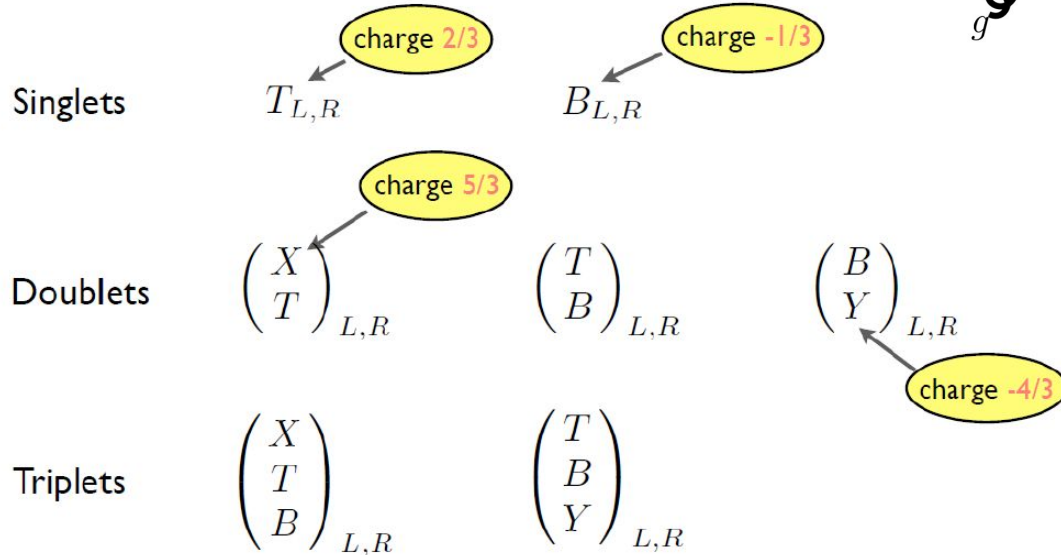 g
charge 2/3 charge -1/3
Singlets T_{L,R} B_{L,R}
charge 5/3
Doublets (X T)_{L,R} (T B)_{L,R} (B Y)_{L,R}
charge -4/3
Triplets (X T B)_{L,R} (T B Y)_{L,R}